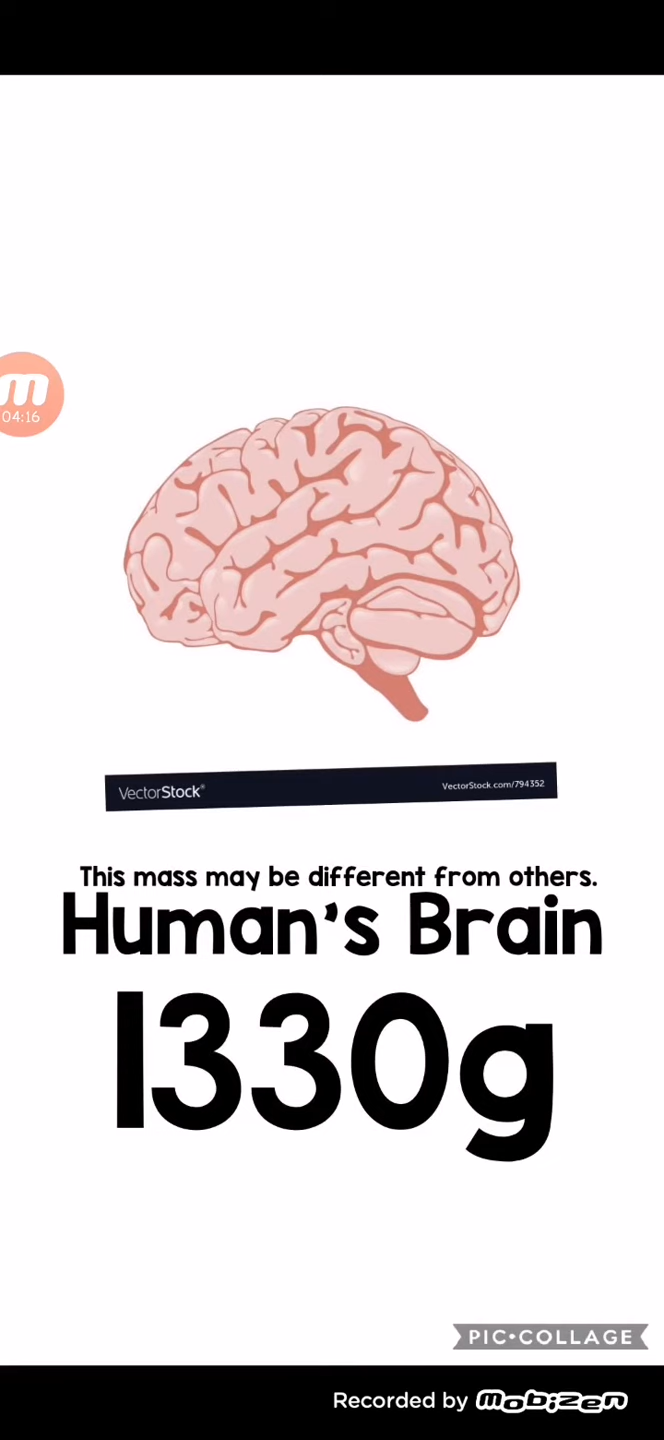 04:16
VectorStock®
VectorStock.com/794352
This mass may be different from others.
Human's Brain
1330g
PIC•COLLAGE
Recorded by mobizen